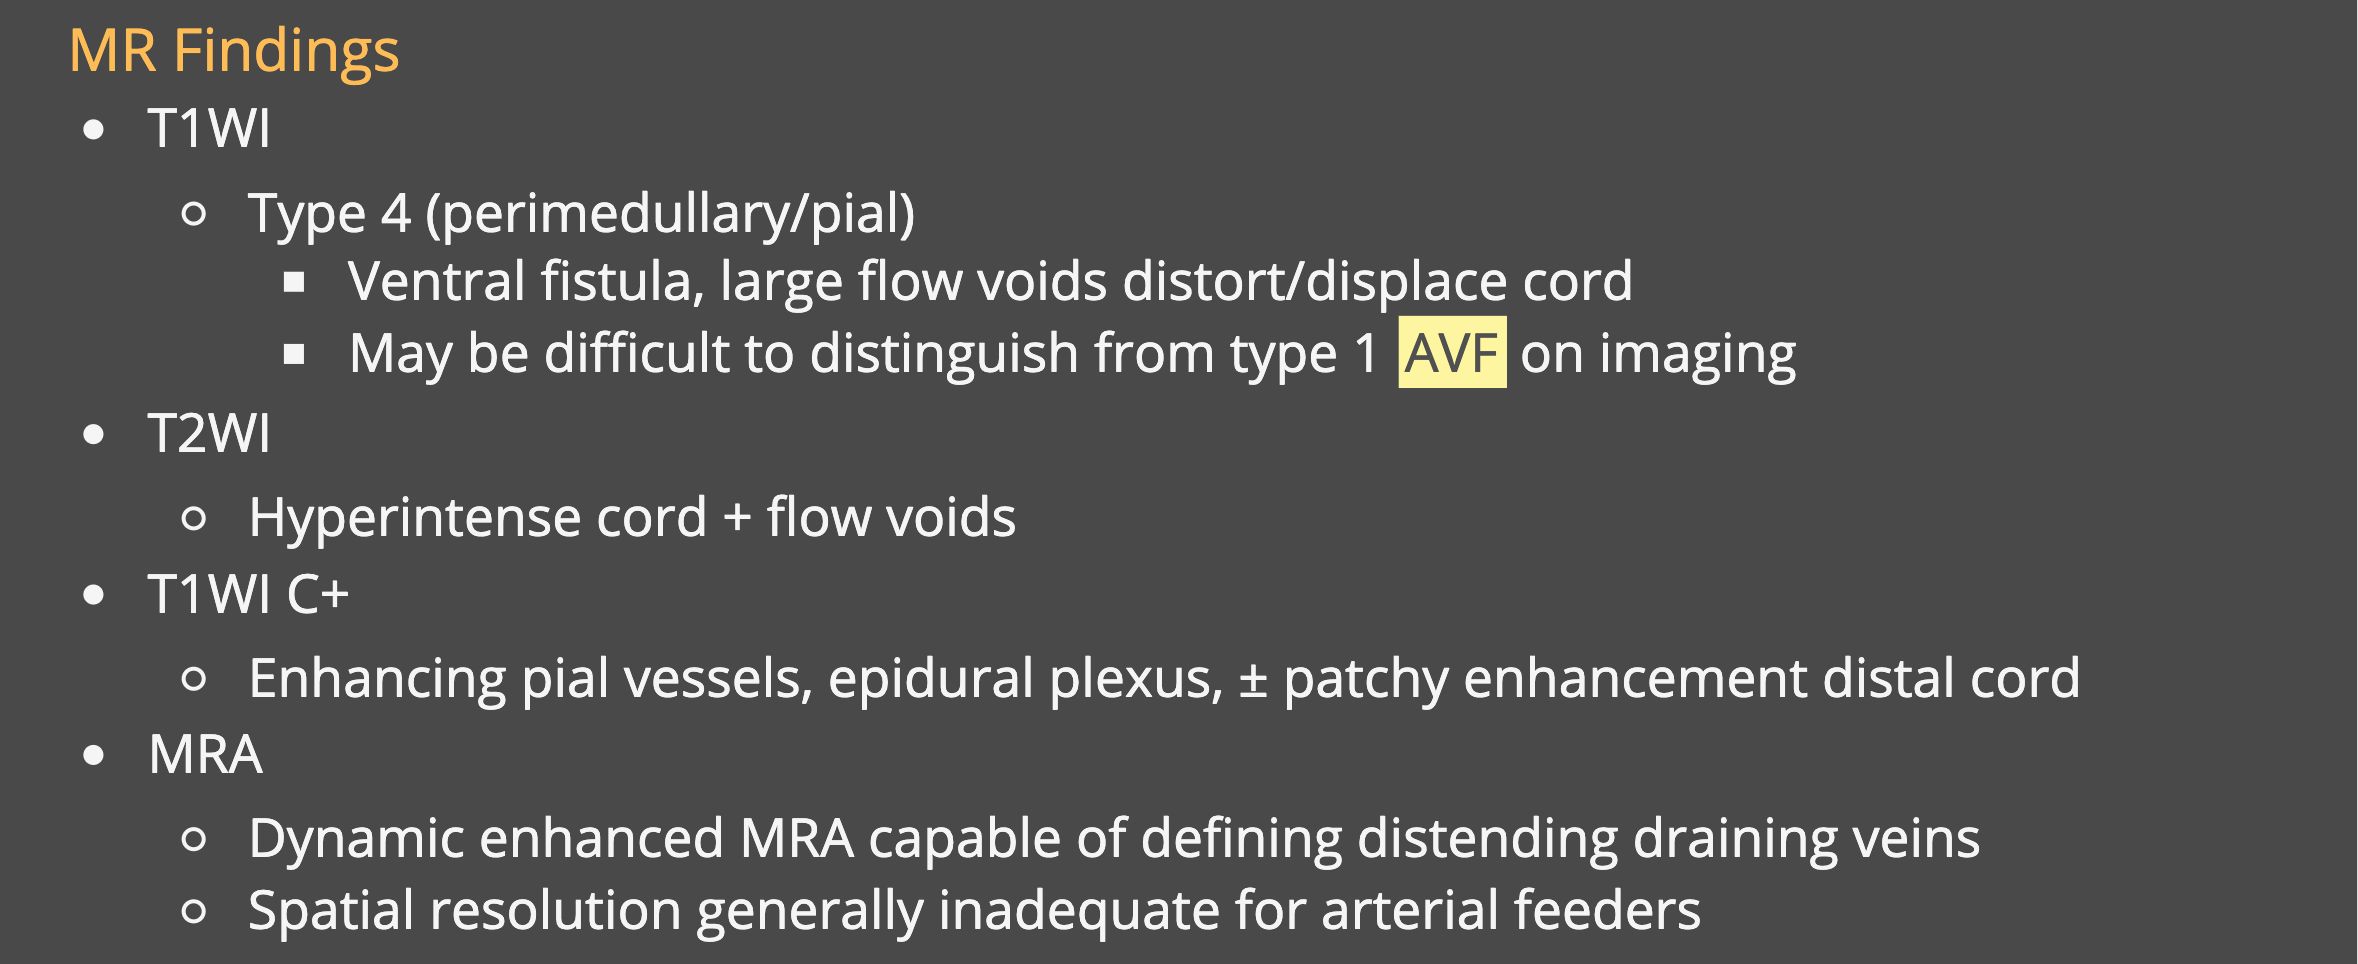 MR Findings
T1WI
Type 4 (perimedullary/pial)
Ventral fistula, large flow voids distort/displace cord
May be difficult to distinguish from type 1 AVF on imaging
T2WI
Hyperintense cord + flow voids
T1WI C+
Enhancing pial vessels, epidural plexus, ± patchy enhancement distal cord
MRA
Dynamic enhanced MRA capable of defining distending draining veins
Spatial resolution generally inadequate for arterial feeders